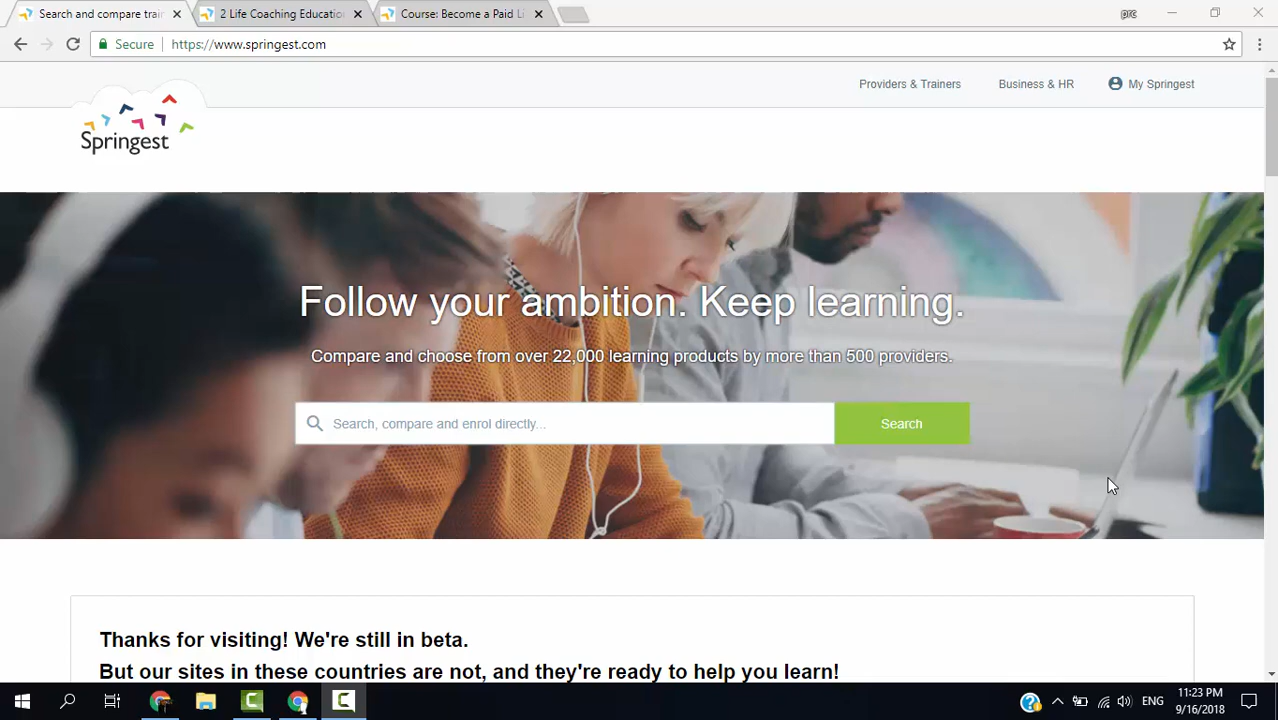 Search and compare trai
2 Life Coaching Educatio
Course: Become a Paid Li
prc
Secure
https://www.springest.com
Providers & Trainers
Business & HR
My Springest
Springest
Follow your ambition. Keep learning.
Compare and choose from over 22,000 learning products by more than 500 providers.
Search, compare and enrol directly...
Search
Thanks for visiting! We're still in beta.
But our sites in these countries are not, and they're ready to help you learn!
ENG
11:23 PM
9/16/2018